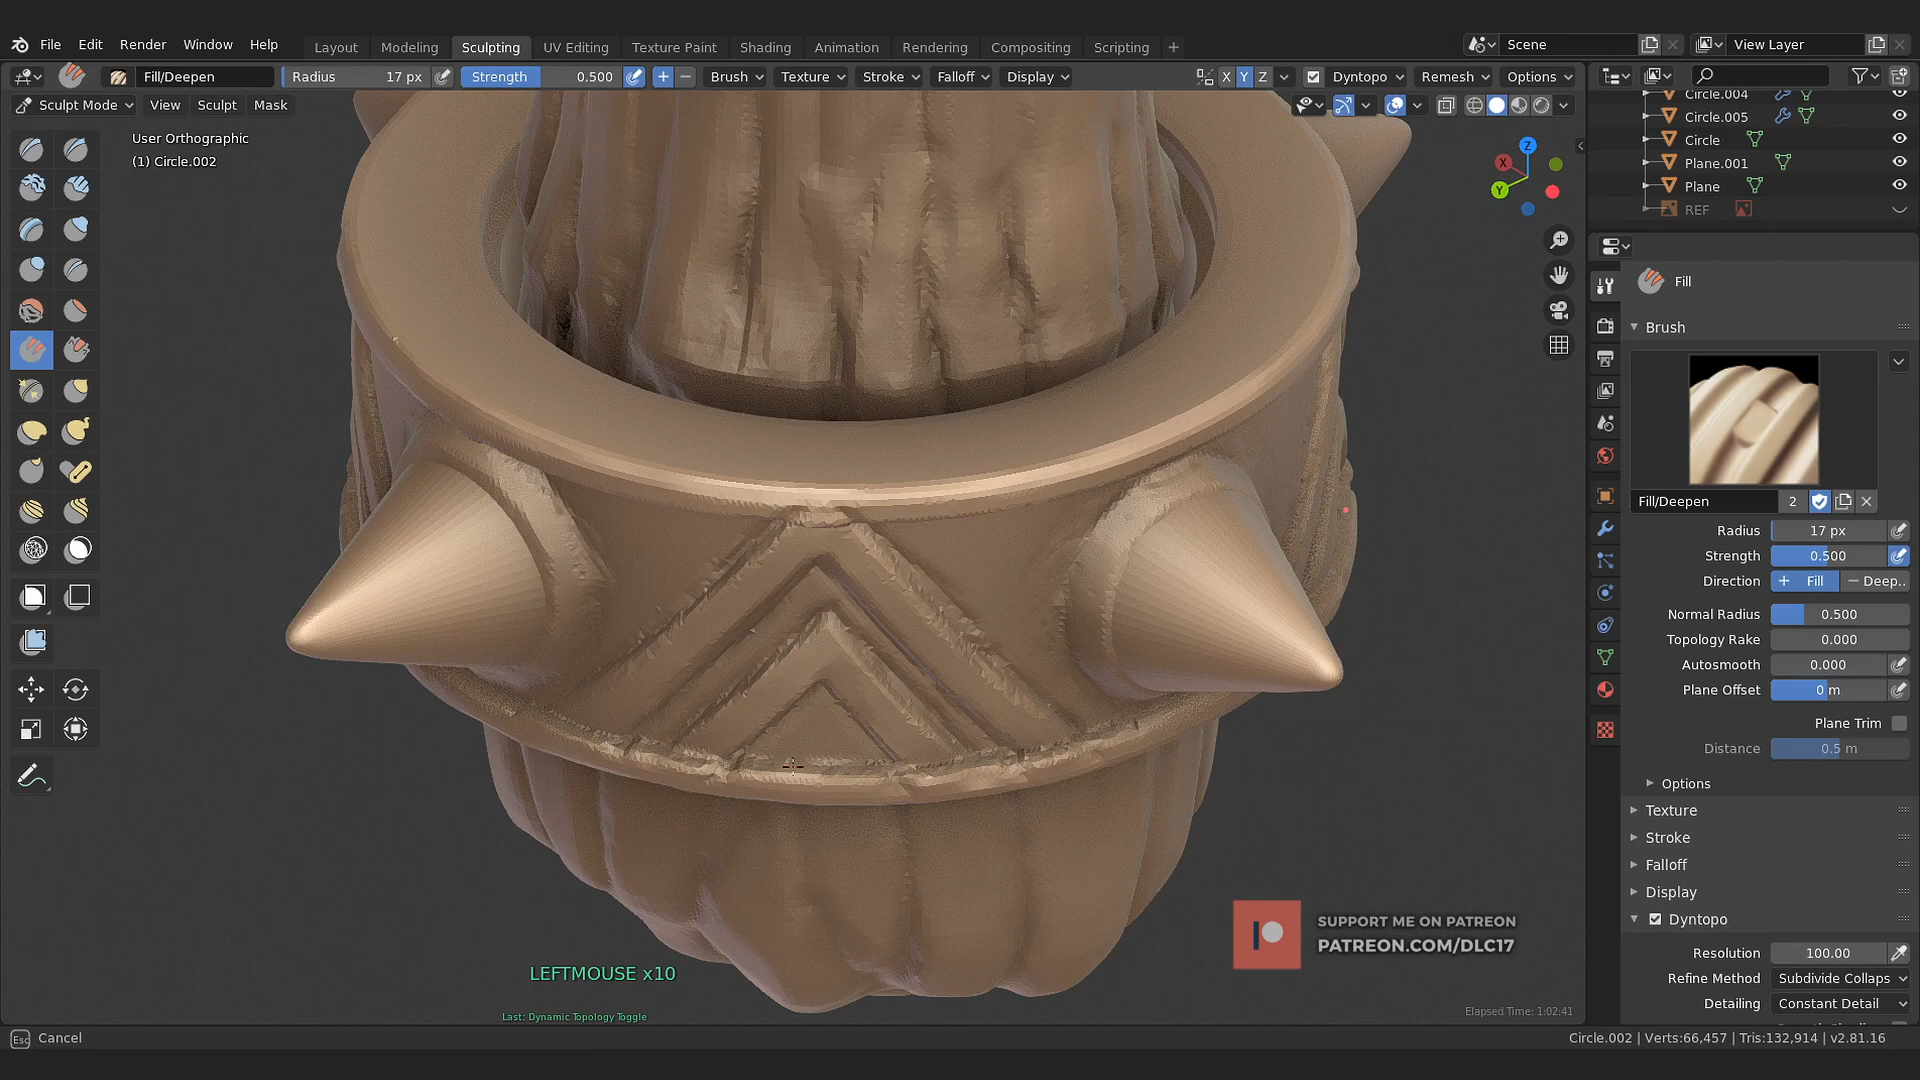 File Edit Render Window Help Layout Modeling Sculpting UV Editing Texture Paint Shading Animation Rendering Compositing Scripting + Scene View Layer
Fill/Deepen Radius 17 px Strength 0.500 + − Brush Texture Stroke Falloff Display X Y Z Dyntopo Remesh Options
Sculpt Mode View Sculpt Mask
User Orthographic
(1) Circle.002
X Y Z
Circle.004
Circle.005
Circle
Plane.001
Plane
REF
Fill
Brush
Fill/Deepen 2
Radius 17 px
Strength 0.500
Direction + Fill − Deep..
Normal Radius 0.500
Topology Rake 0.000
Autosmooth 0.000
Plane Offset 0 m
Plane Trim
Distance 0.5 m
Options
Texture
Stroke
Falloff
Display
Dyntopo
Resolution 100.00
Refine Method Subdivide Collaps
Detailing Constant Detail
SUPPORT ME ON PATREON
PATREON.COM/DLC17
LEFTMOUSE x10
Last: Dynamic Topology Toggle
Elapsed Time: 1:02:41
Esc Cancel
Circle.002 | Verts:66,457 | Tris:132,914 | v2.81.16